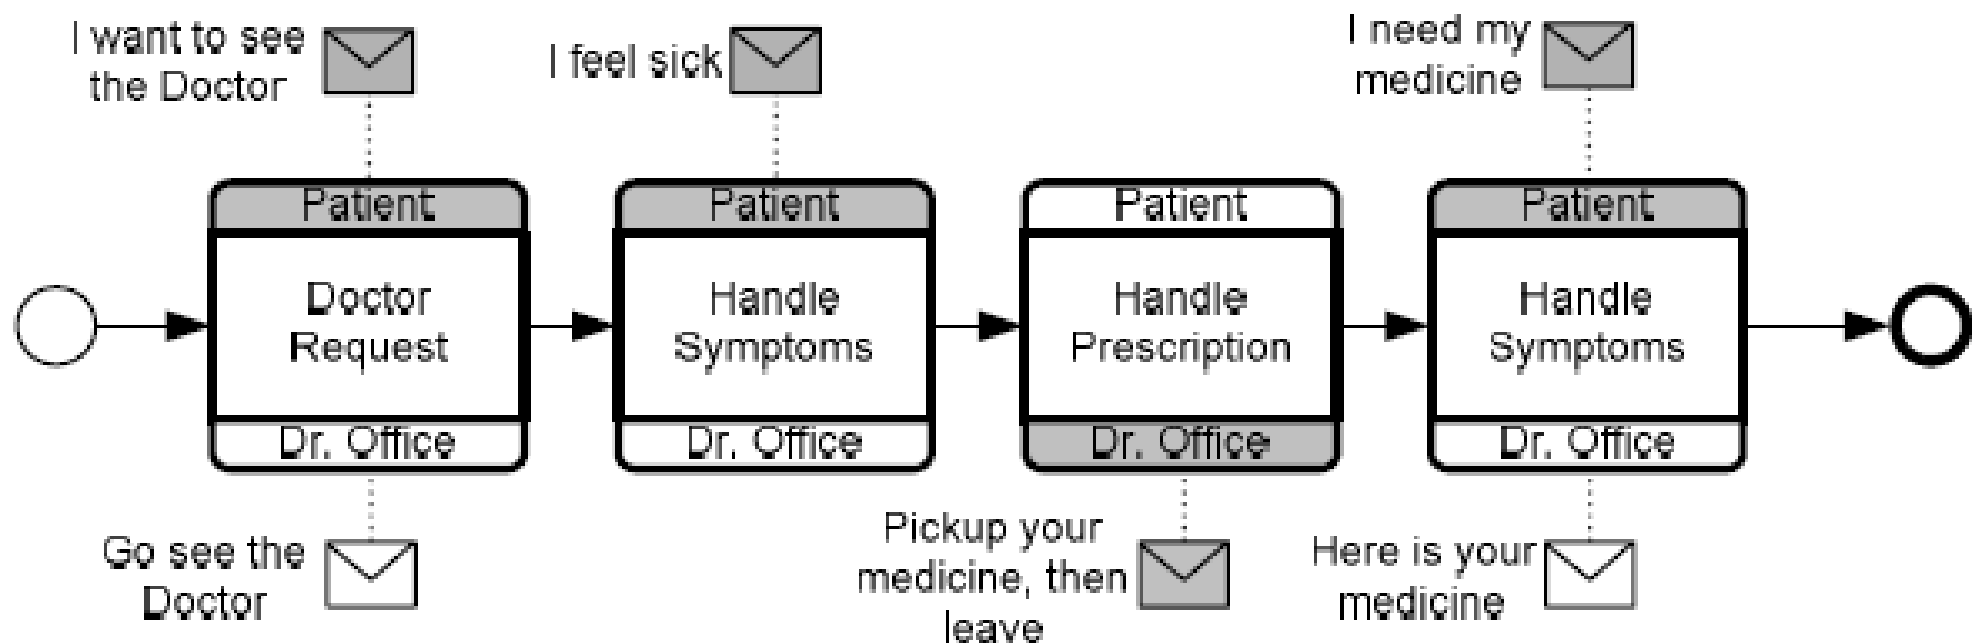 I want to see
the Doctor
I feel sick
I need my
medicine
Patient
Patient
Patient
Patient
Doctor
Request
Handle
Symptoms
Handle
Prescription
Handle
Symptoms
Dr. Office
Dr. Office
Dr. Office
Dr. Office
Go see the
Doctor
Pickup your
medicine, then
leave
Here is your
medicine